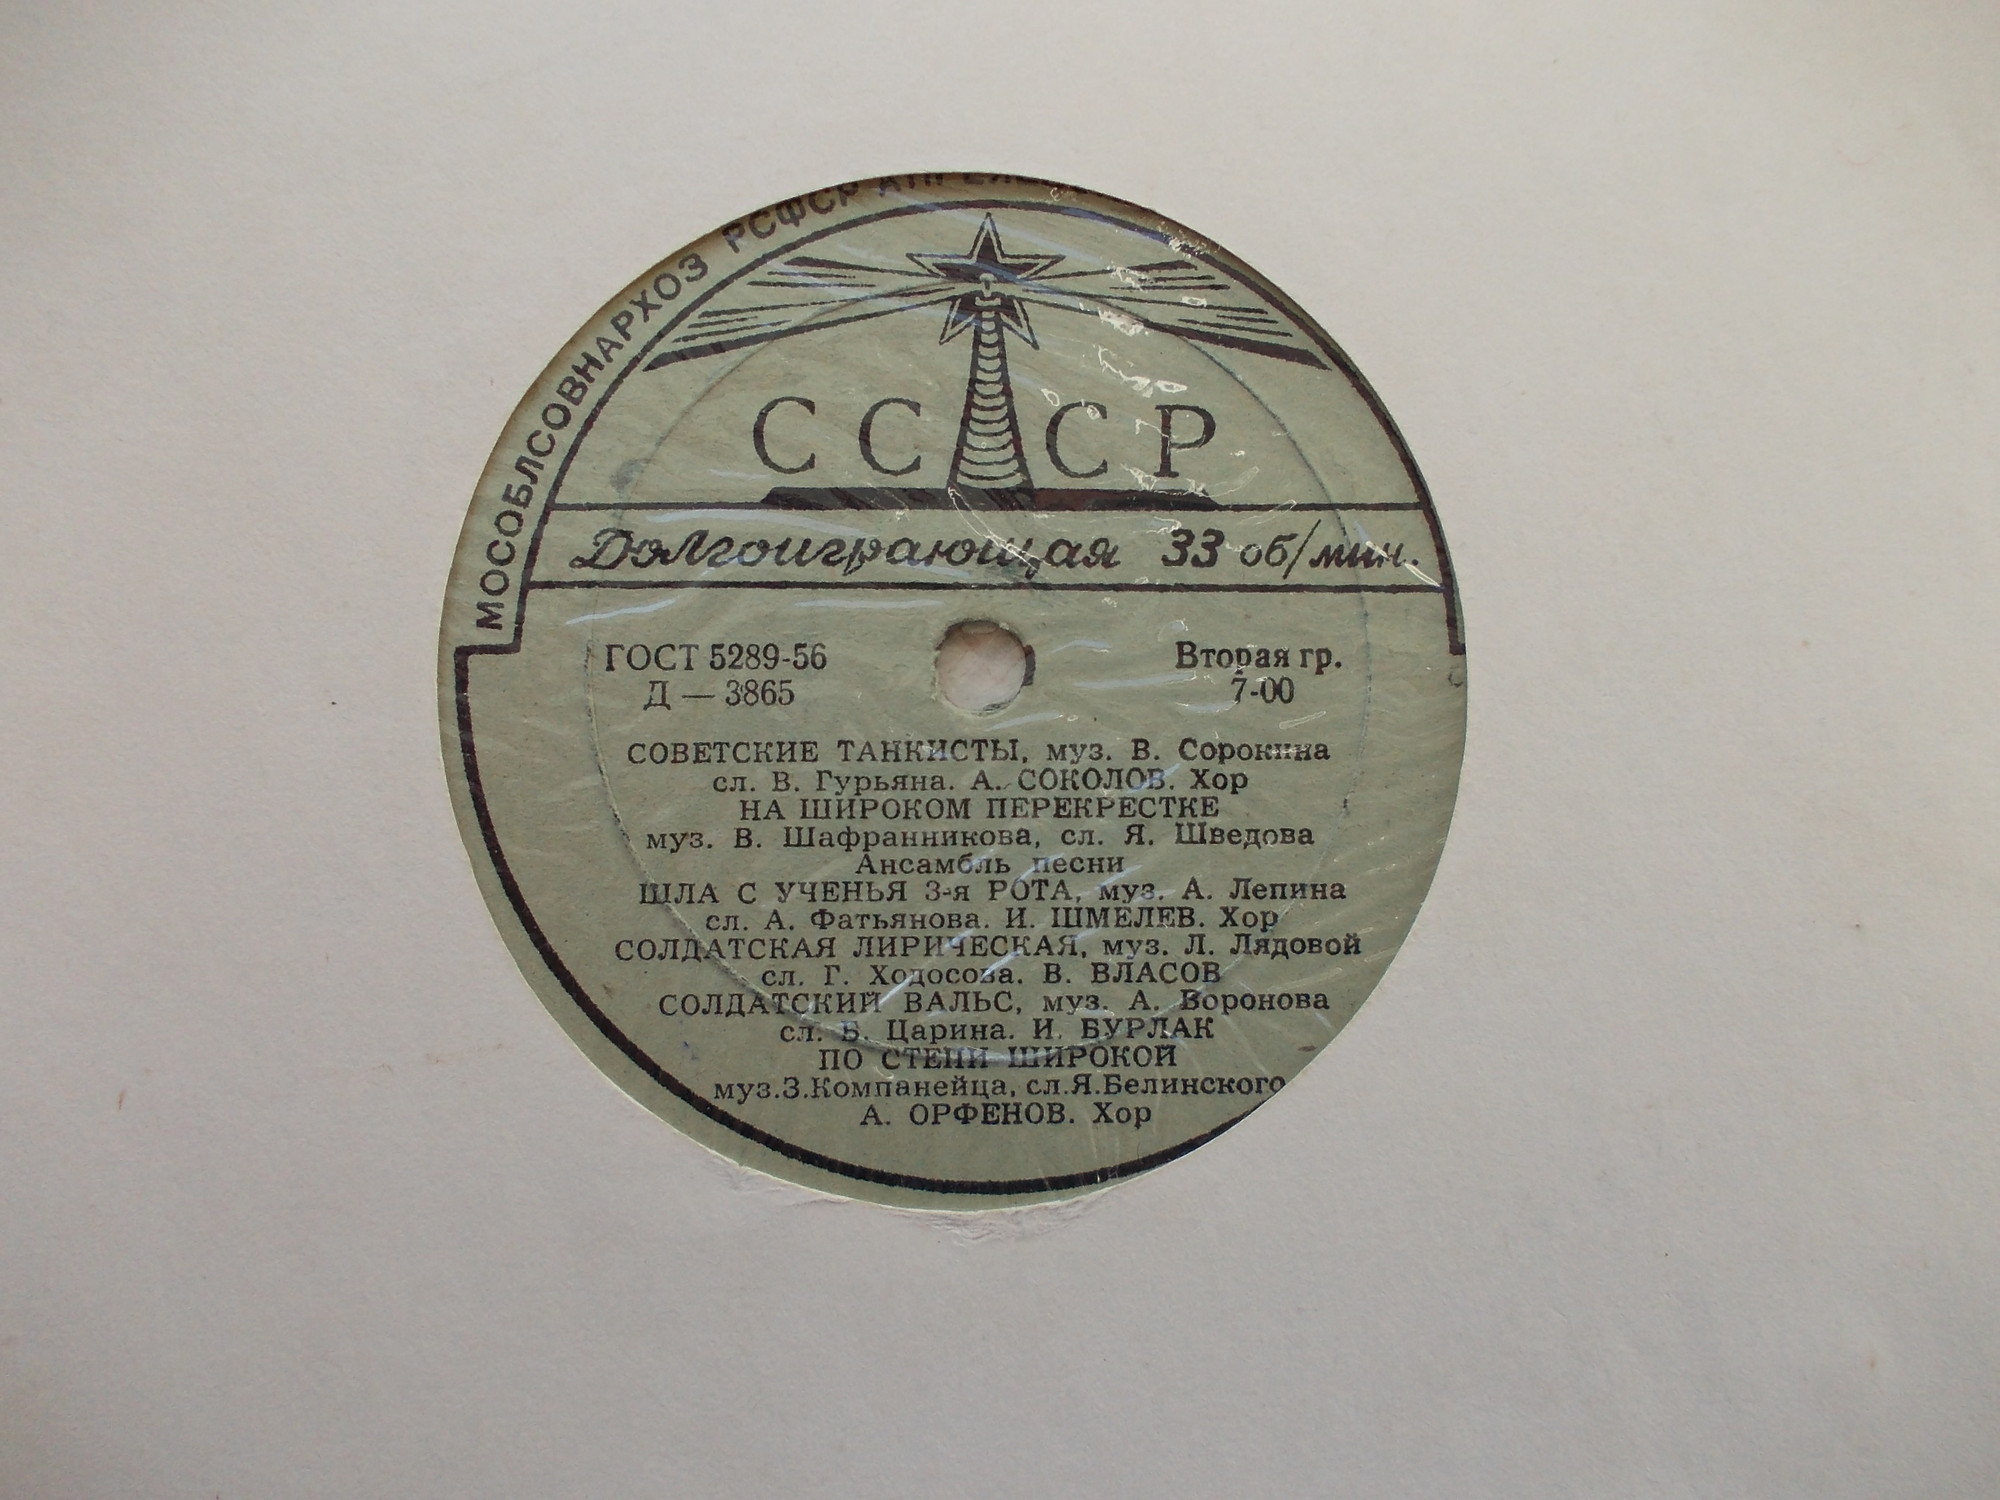 МОСОБЛСОВНАРХОЗ РСФСР
СССР
Долгоиграющая 33 об/мин.
ГОСТ 5289-56
Д — 3865
Вторая гр.
7-00
СОВЕТСКИЕ ТАНКИСТЫ, муз. В. Сорокина
сл. В. Гурьяна. А. СОКОЛОВ. Хор
НА ШИРОКОМ ПЕРЕКРЕСТКЕ
муз. В. Шафранникова, сл. Я. Шведова
Ансамбль песни
ШЛА С УЧЕНЬЯ 3-я РОТА, муз. А. Лепина
сл. А. Фатьянова. И. ШМЕЛЕВ. Хор
СОЛДАТСКАЯ ЛИРИЧЕСКАЯ, муз. Л. Лядовой
сл. Г. Ходосова. В. ВЛАСОВ
СОЛДАТСКИЙ ВАЛЬС, муз. А. Воронова
сл. Б. Царина. И. БУРЛАК
ПО СТЕПИ ШИРОКОЙ
муз.З.Компанейца, сл.Я.Белинского
А. ОРФЕНОВ. Хор